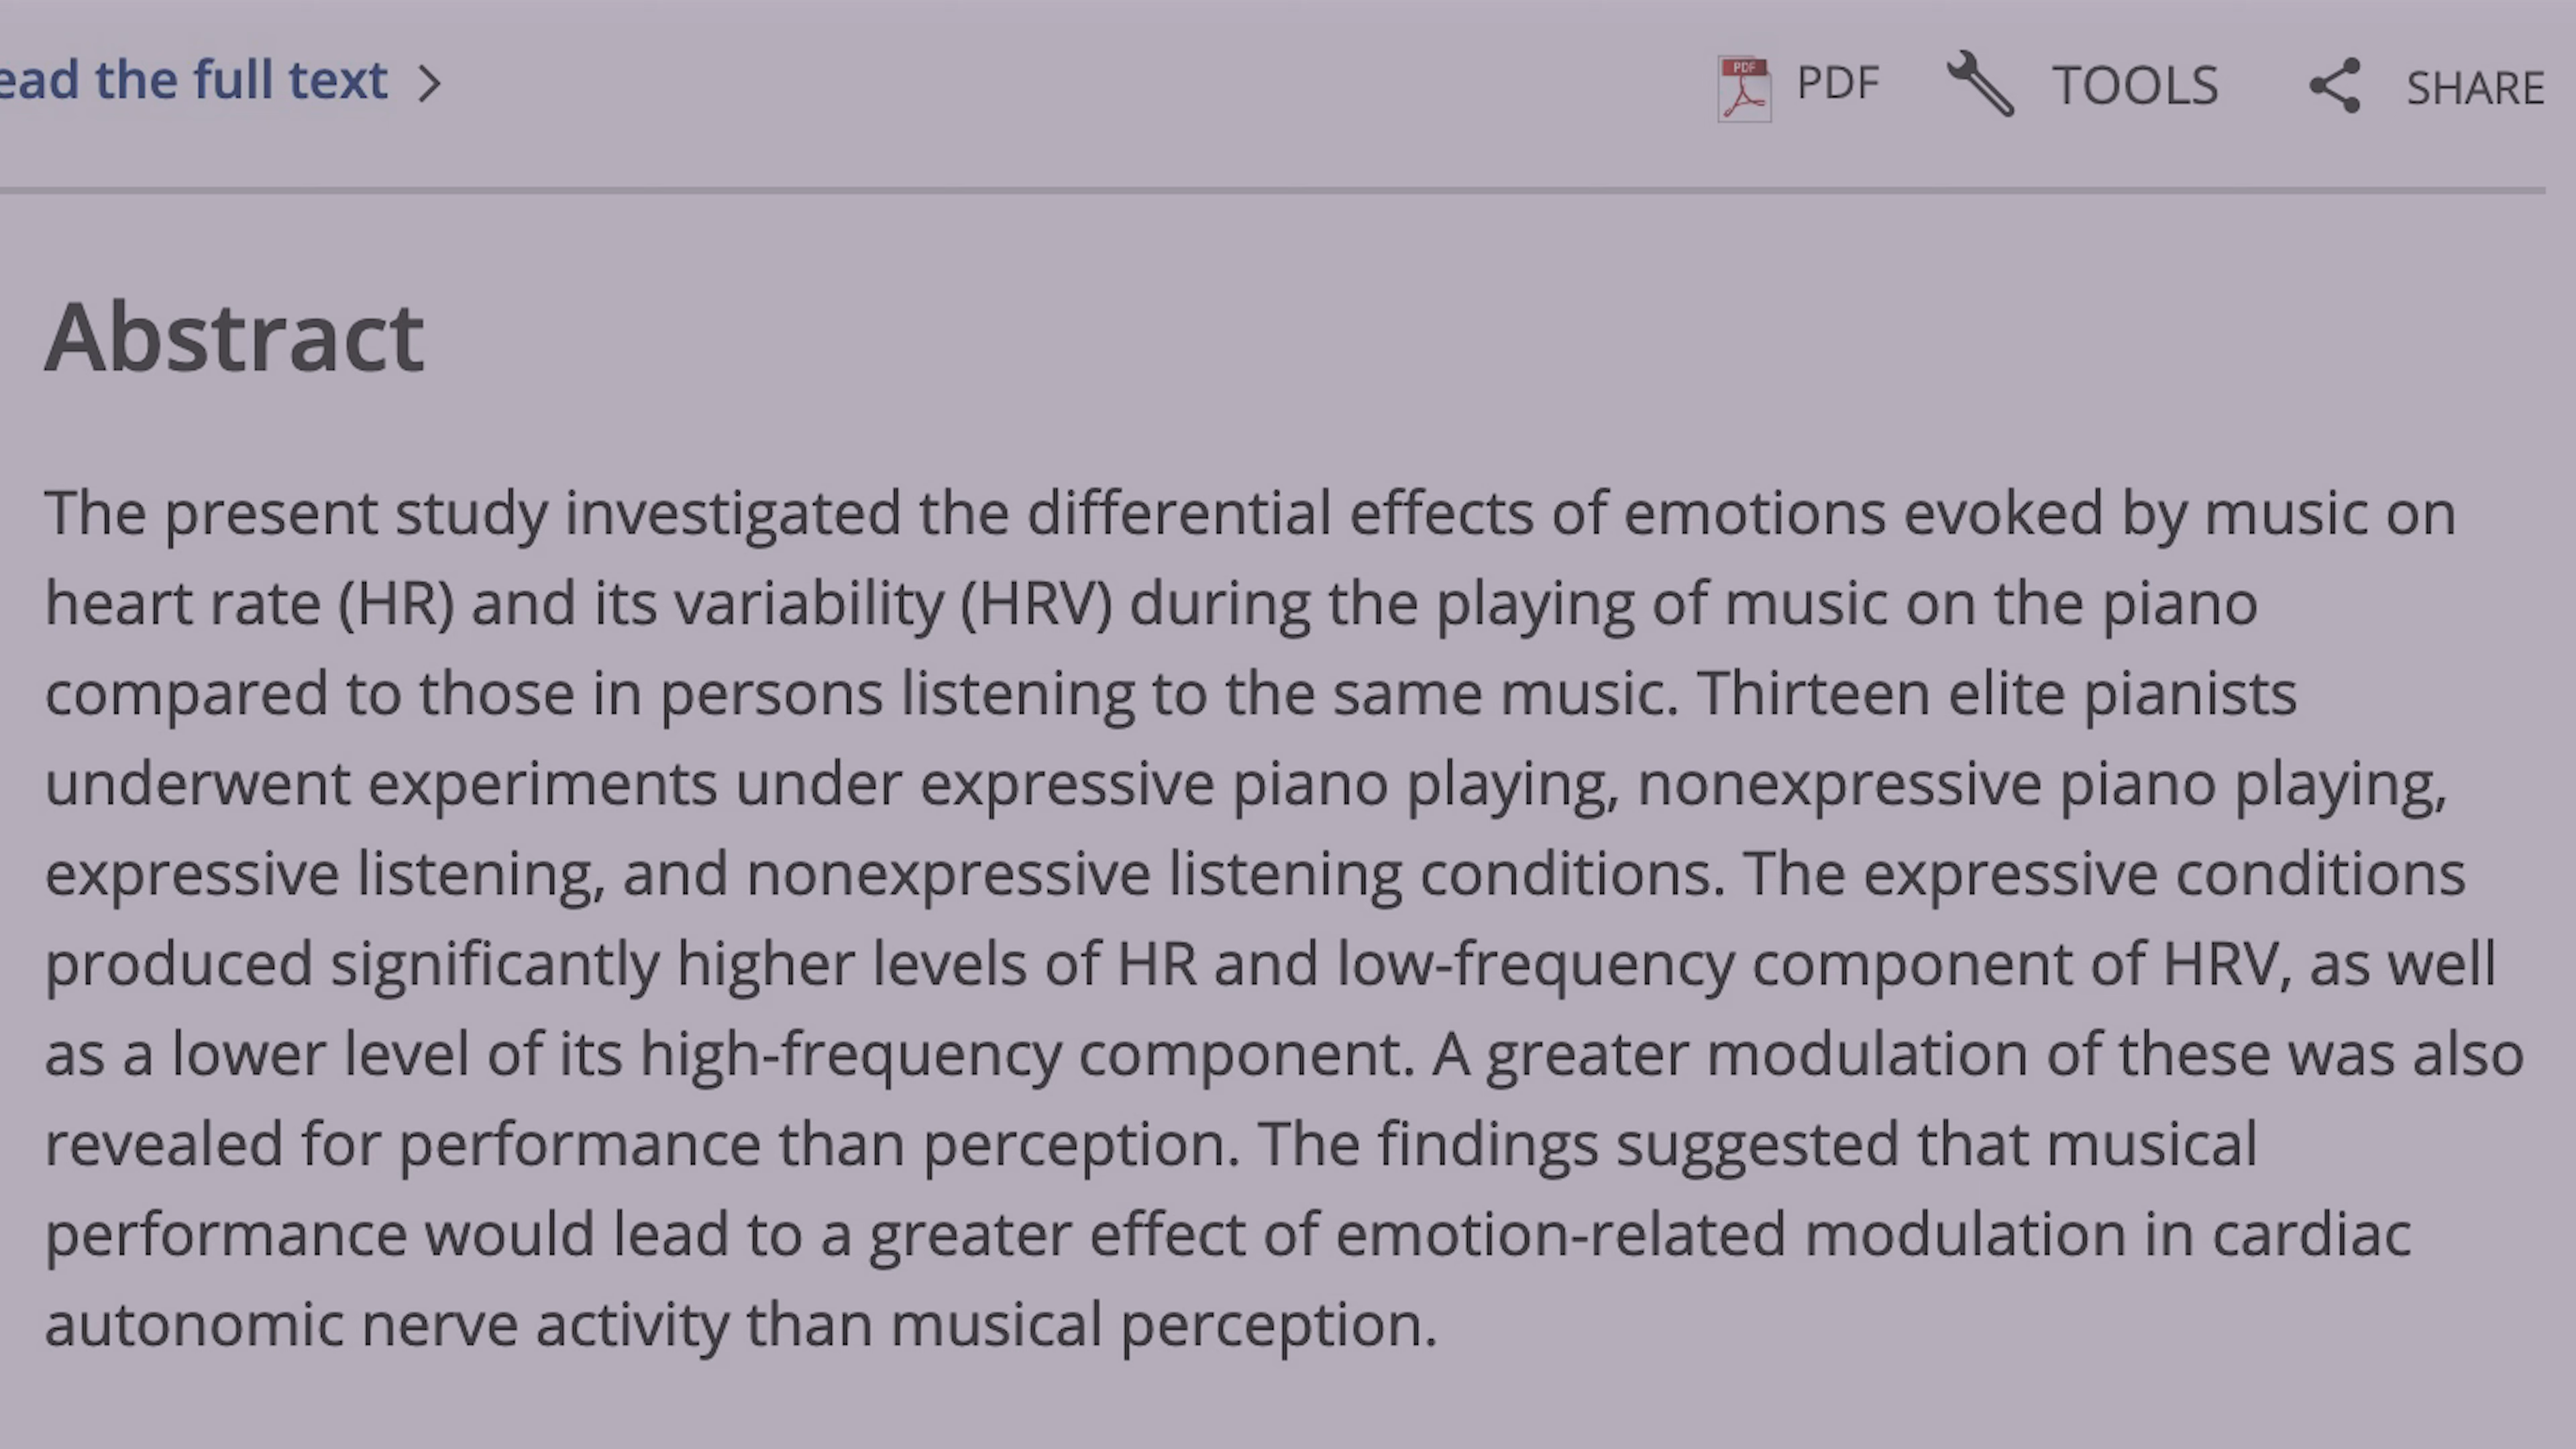 ead the full text
PDF
PDF
TOOLS
SHARE
Abstract
The present study investigated the differential effects of emotions evoked by music on
heart rate (HR) and its variability (HRV) during the playing of music on the piano
compared to those in persons listening to the same music. Thirteen elite pianists
underwent experiments under expressive piano playing, nonexpressive piano playing,
expressive listening, and nonexpressive listening conditions. The expressive conditions
produced significantly higher levels of HR and low-frequency component of HRV, as well
as a lower level of its high-frequency component. A greater modulation of these was also
revealed for performance than perception. The findings suggested that musical
performance would lead to a greater effect of emotion-related modulation in cardiac
autonomic nerve activity than musical perception.